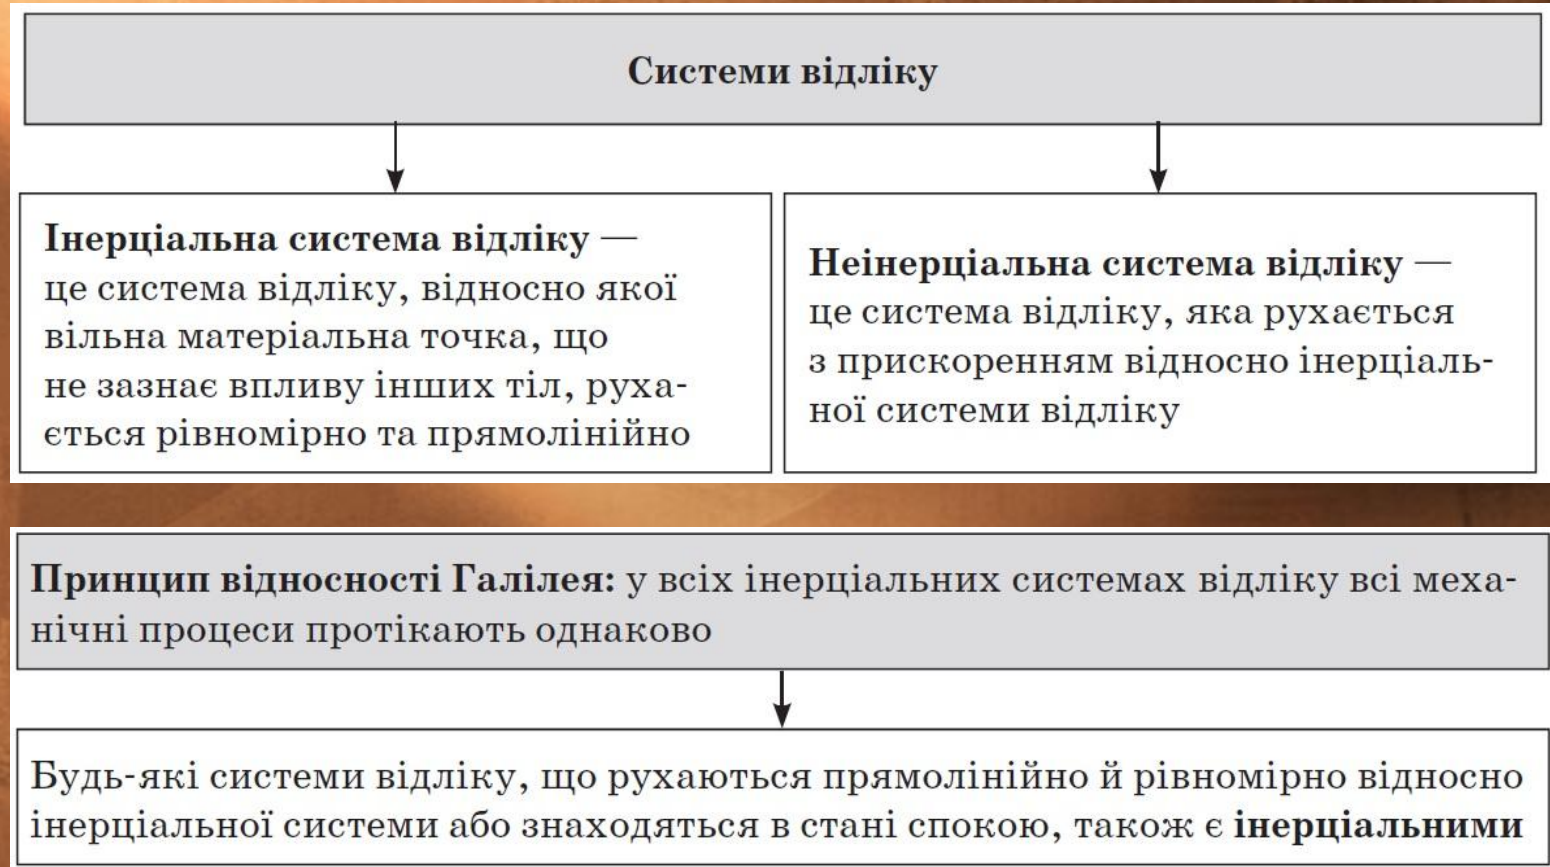 Системи відліку
Інерціальна система відліку —
це система відліку, відносно якої
вільна матеріальна точка, що
не зазнає впливу інших тіл, руха-
ється рівномірно та прямолінійно
Неінерціальна система відліку —
це система відліку, яка рухається
з прискоренням відносно інерціаль-
ної системи відліку
Принцип відносності Галілея: у всіх інерціальних системах відліку всі меха-
нічні процеси протікають однаково
Будь-які системи відліку, що рухаються прямолінійно й рівномірно відносно
інерціальної системи або знаходяться в стані спокою, також є інерціальними